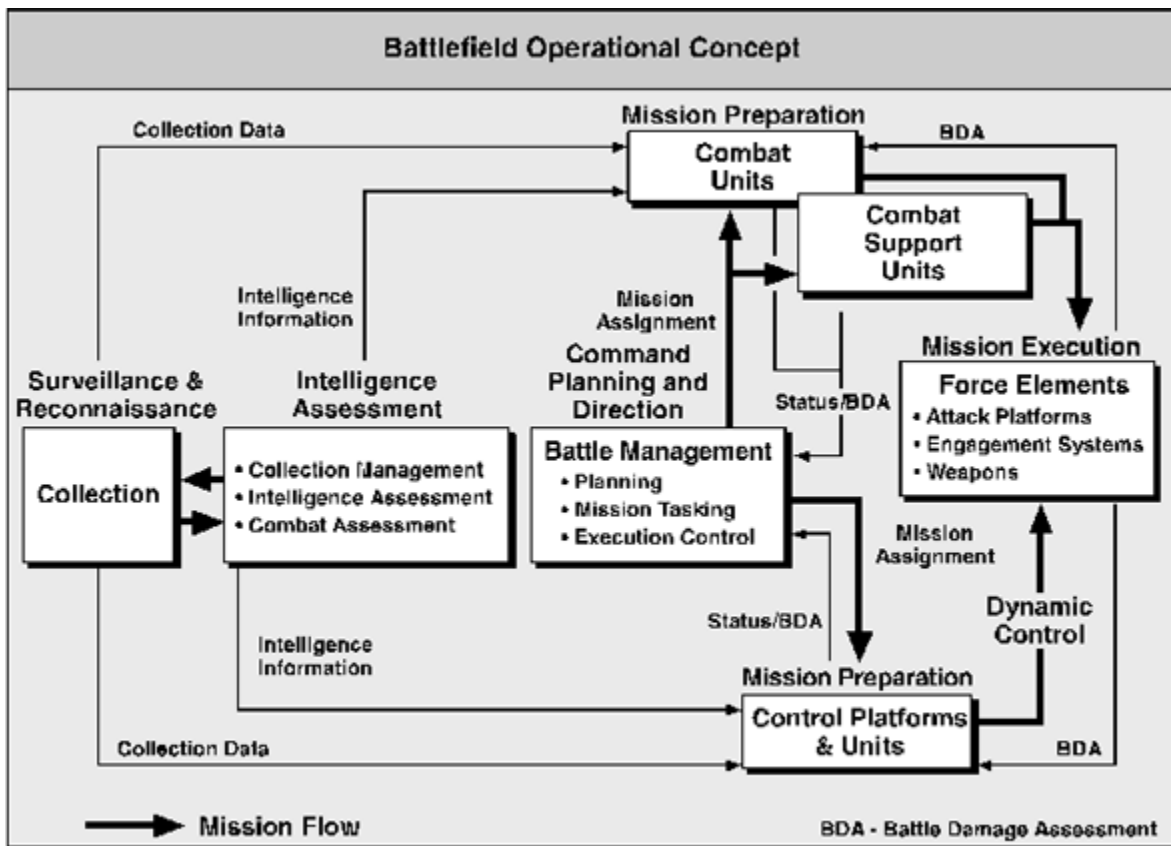 Battlefield Operational Concept
Collection Data
Mission Preparation
BDA
Combat
Units
Combat
Support
Units
Intelligence
Information
Mission
Assignment
Surveillance &
Reconnaissance
Intelligence
Assessment
Command
Planning and
Direction
Status/BDA
Mission Execution
Force Elements
• Attack Platforms
• Engagement Systems
• Weapons
Collection
• Collection Management
• Intelligence Assessment
• Combat Assessment
Battle Management
• Planning
• Mission Tasking
• Execution Control
Mission
Assignment
Dynamic
Control
Intelligence
Information
Status/BDA
Mission Preparation
Control Platforms
& Units
Collection Data
BDA
Mission Flow
BDA - Battle Damage Assessment